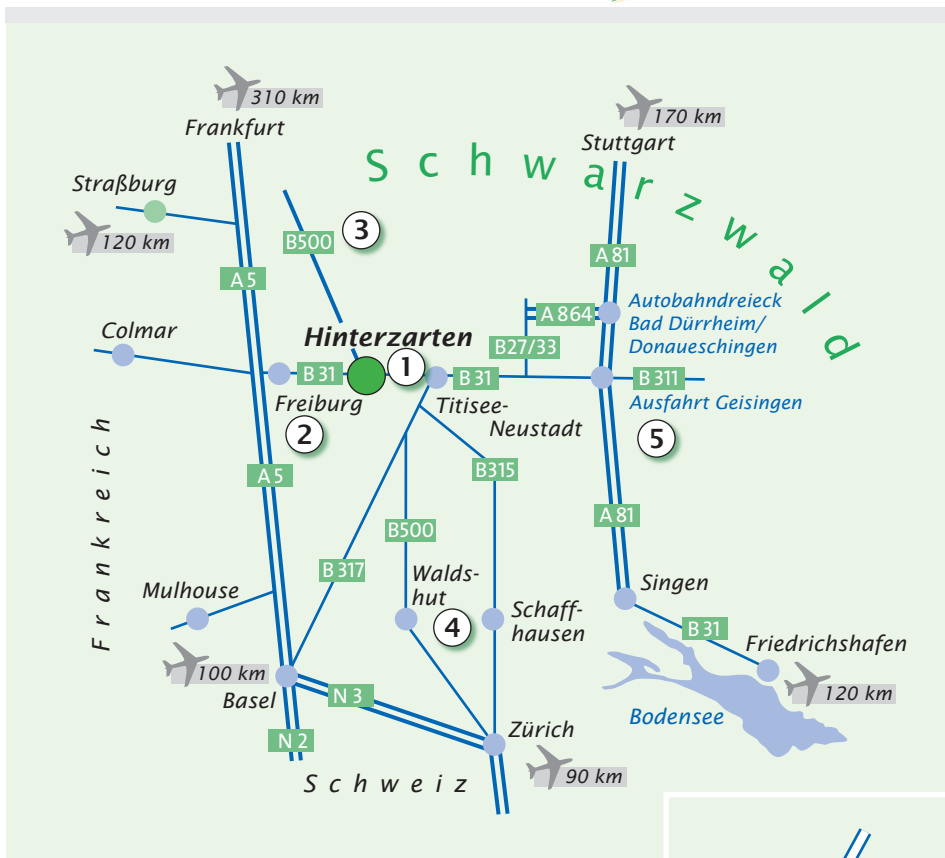 310 km
Frankfurt
170 km
Stuttgart
Schwarzwald
Straßburg
120 km
B500
3
A 5
A 81
A 864
Autobahndreieck
Bad Dürrheim/
Donaueschingen
Colmar
Hinterzarten
1
B27/33
B 31
B 31
B 311
Freiburg
2
Titisee-
Neustadt
Ausfahrt Geisingen
5
Frankreich
A 5
B315
B500
A 81
B 317
Mulhouse
Walds-
hut
4
Schaff-
hausen
Singen
B 31
Friedrichshafen
120 km
100 km
Basel
N 3
N 2
Bodensee
Zürich
90 km
Schweiz